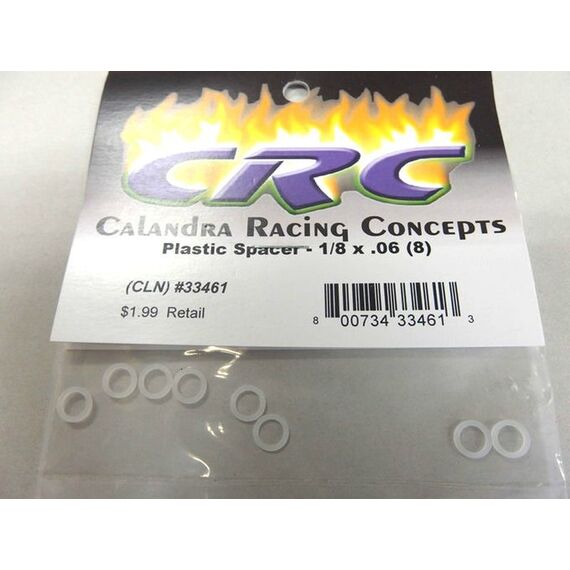 CRC
Calandra Racing Concepts
Plastic Spacer - 1/8 x .06 (8)
(CLN) #33461
$1.99 Retail
8 00734 33461 3